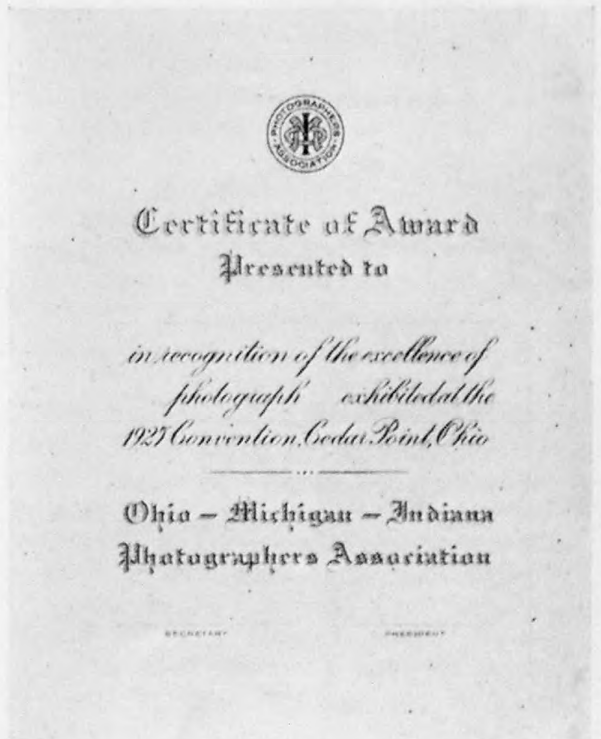 PHOTOGRAPHERS
ASSOCIATION
Certificate of Award
Presented to
in recognition of the excellence of
photograph exhibited at the
1927 Convention, Cedar Point, Ohio
Ohio – Michigan – Indiana
Photographers Association
SECRETARY PRESIDENT